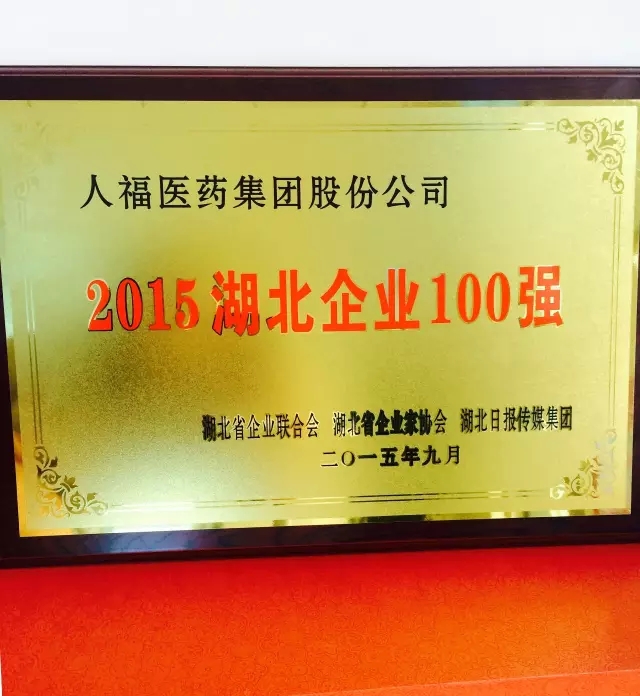 人福医药集团股份公司
2015湖北企业100强
湖北省企业联合会 湖北省企业家协会 湖北日报传媒集团
二〇一五年九月